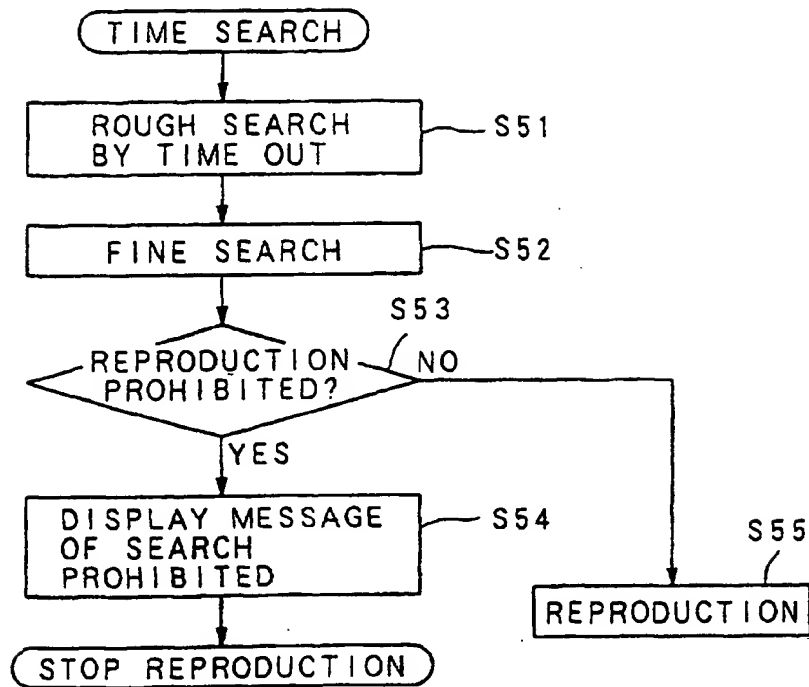 TIME SEARCH
ROUGH SEARCH
BY TIME OUT
S51
FINE SEARCH
S52
S53
REPRODUCTION
PROHIBITED?
NO
YES
DISPLAY MESSAGE
OF SEARCH
PROHIBITED
S54
S55
REPRODUCTION
STOP REPRODUCTION